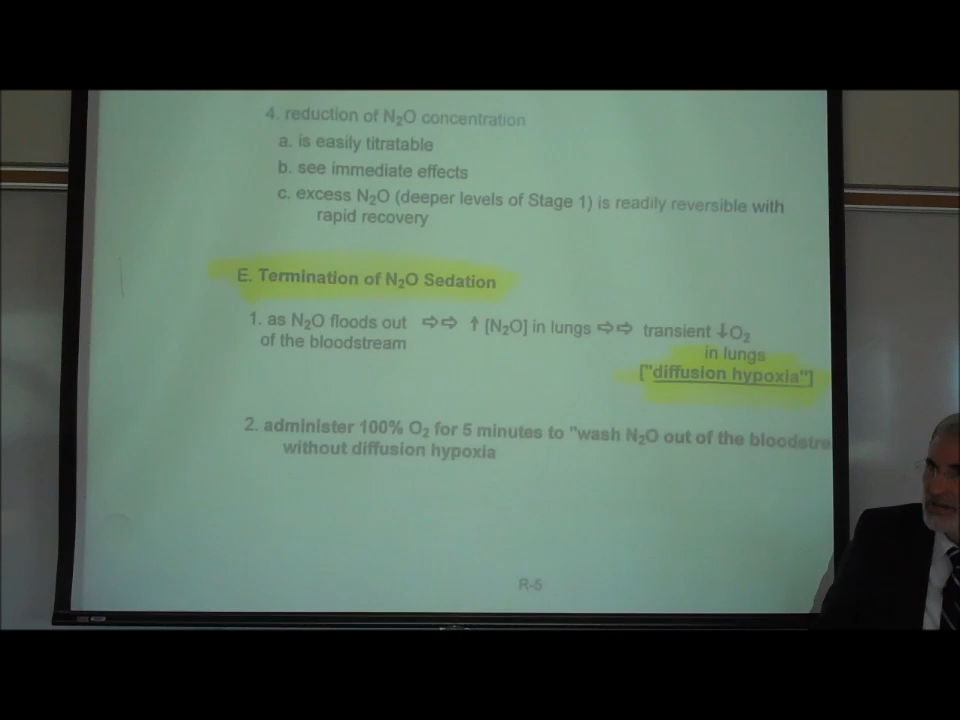 4. reduction of N₂O concentration
a. is easily titratable
b. see immediate effects
c. excess N₂O (deeper levels of Stage 1) is readily reversible with
rapid recovery
E. Termination of N₂O Sedation
1. as N₂O floods out ⇨⇨ ↑ [N₂O] in lungs ⇨⇨ transient ↓O₂
of the bloodstream
in lungs
["diffusion hypoxia"]
2. administer 100% O₂ for 5 minutes to "wash N₂O out of the bloodstre
without diffusion hypoxia
R-5